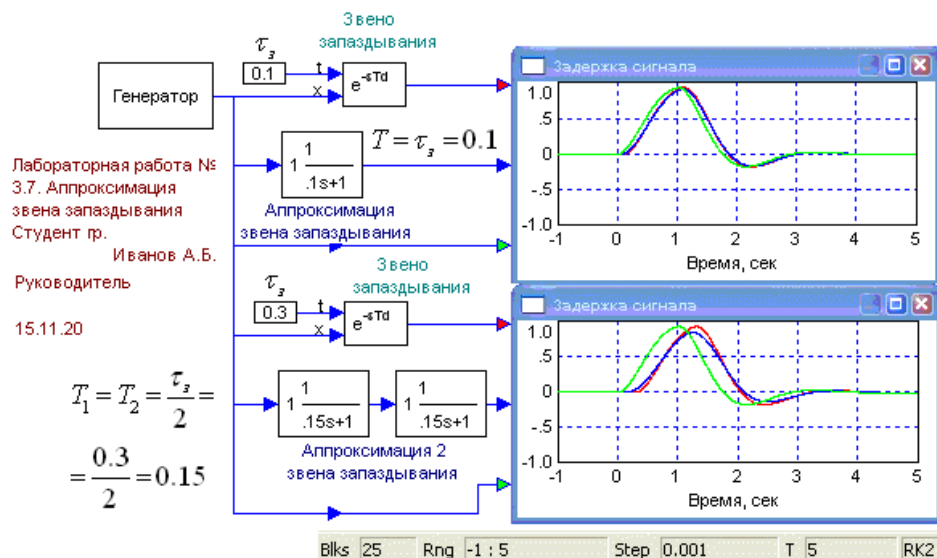 Звено
запаздывания
τ_з
0.1
t
x
e^-sTd
Генератор
Лабораторная работа №
3.7. Аппроксимация
звена запаздывания
Студент гр.
Иванов А.Б.
Руководитель
15.11.20
1 1/.1s+1
T = τ_з = 0.1
Аппроксимация
звена запаздывания
Задержка сигнала
1.0
.5
0
-.5
-1.0
-1 0 1 2 3 4 5
Время, сек
Звено
запаздывания
τ_з
0.3
t
x
e^-sTd
T₁ = T₂ = τ_з/2 =
= 0.3/2 = 0.15
1 1/.15s+1
1 1/.15s+1
Аппроксимация 2
звена запаздывания
Задержка сигнала
1.0
.5
0
-.5
-1.0
-1 0 1 2 3 4 5
Время, сек
Blks 25 Rng -1 : 5 Step 0.001 T 5 RK2